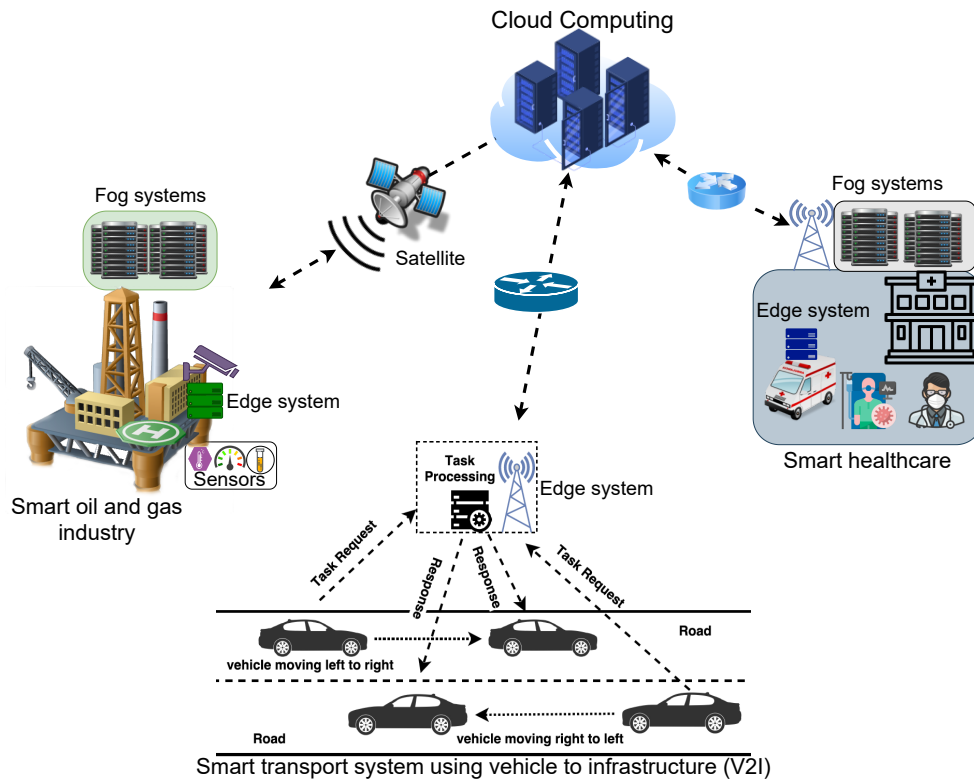 Cloud Computing
Fog systems
Satellite
Fog systems
Edge system
Edge system
Sensors
Smart oil and gas
industry
Smart healthcare
Task
Processing
Edge system
Task Request
Response
Response
Task Request
Road
vehicle moving left to right
Road
vehicle moving right to left
Smart transport system using vehicle to infrastructure (V2I)